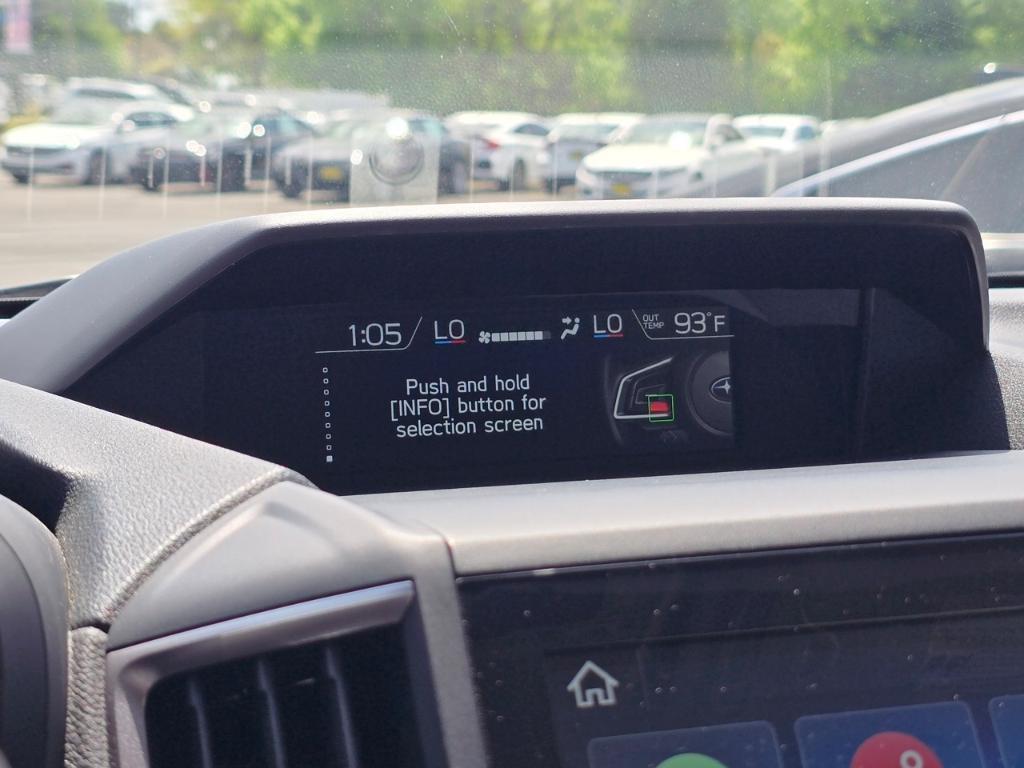 1:05 LO LO OUT TEMP 93°F
Push and hold
[INFO] button for
selection screen